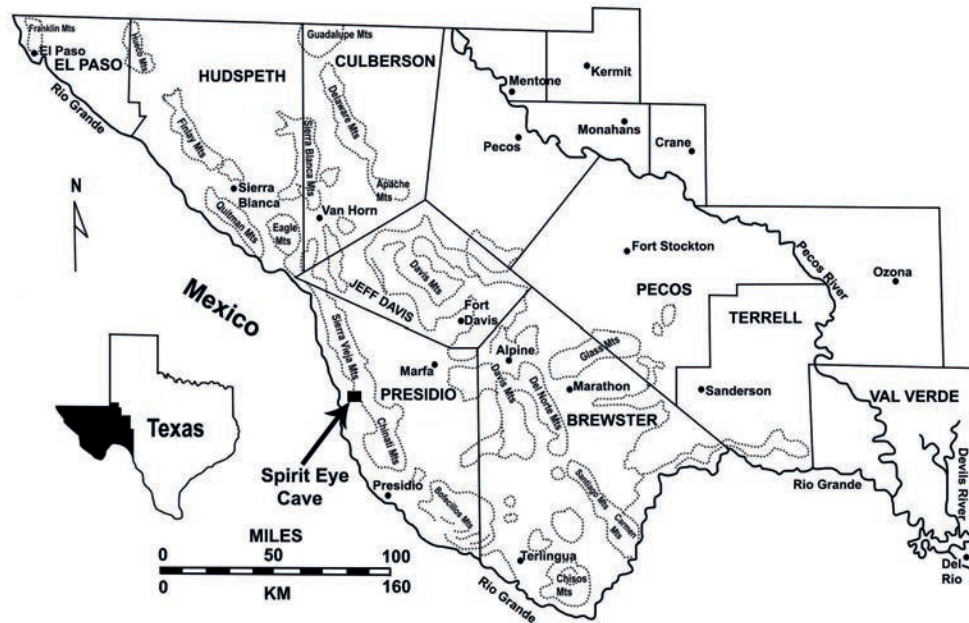 Franklin Mts
El Paso
EL PASO
Hueco Mts
HUDSPETH
Guadalupe Mts
CULBERSON
Rio Grande
Finlay Mts
Sierra Blanca Mts
Delaware Mts
Mentone
Kermit
Pecos
Monahans
Crane
N
Sierra
Blanca
Quitman Mts
Eagle
Mts
Van Horn
Apache
Mts
Mexico
JEFF DAVIS
Davis Mts
Fort
Davis
Fort Stockton
PECOS
Pecos River
Ozona
TERRELL
Sierra Vieja Mts
Marfa
PRESIDIO
Alpine
Davis Mts
Del Norte Mts
Glass Mts
Marathon
BREWSTER
Sanderson
VAL VERDE
Texas
Spirit Eye
Cave
Chinati Mts
Presidio
Bofecillos Mts
Santiago Mts
Carmen
Mts
Rio Grande
Devils River
Del
Rio
MILES
0 50 100
0 160
KM
Terlingua
Chisos
Mts
Rio Grande